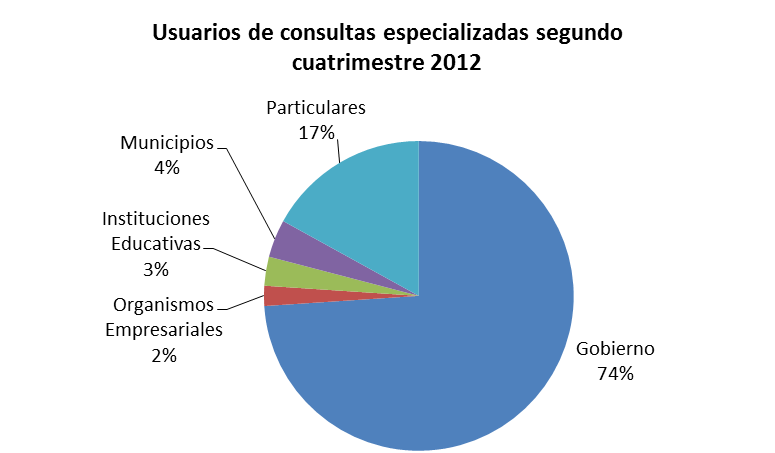 Usuarios de consultas especializadas segundo
cuatrimestre 2012
Particulares
17%
Municipios
4%
Instituciones
Educativas
3%
Organismos
Empresariales
2%
Gobierno
74%